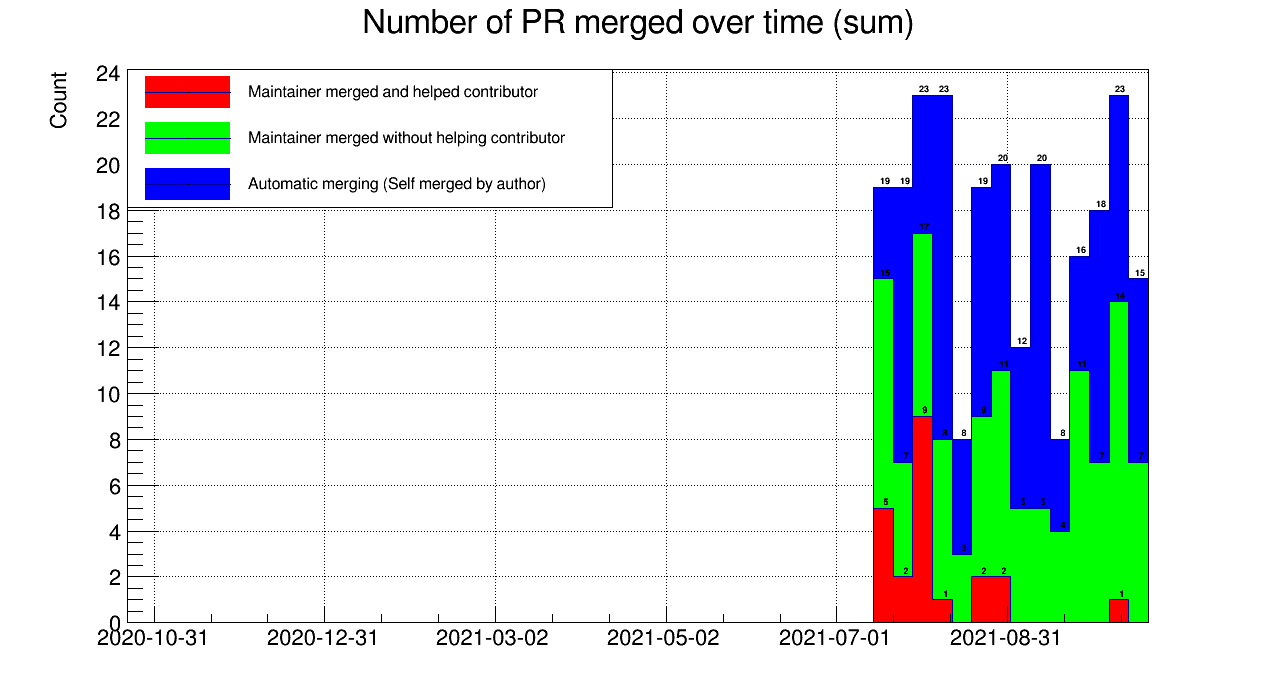 Number of PR merged over time (sum)
Count
24
22
20
18
16
14
12
10
8
6
4
2
0
Maintainer merged and helped contributor
Maintainer merged without helping contributor
Automatic merging (Self merged by author)
19 19 23 23 8 19 20 12 20 8 16 18 23 15
15 7 17 8 3 9 11 5 5 4 11 7 14 7
5 2 9 1 2 2 1
2020-10-31 2020-12-31 2021-03-02 2021-05-02 2021-07-01 2021-08-31